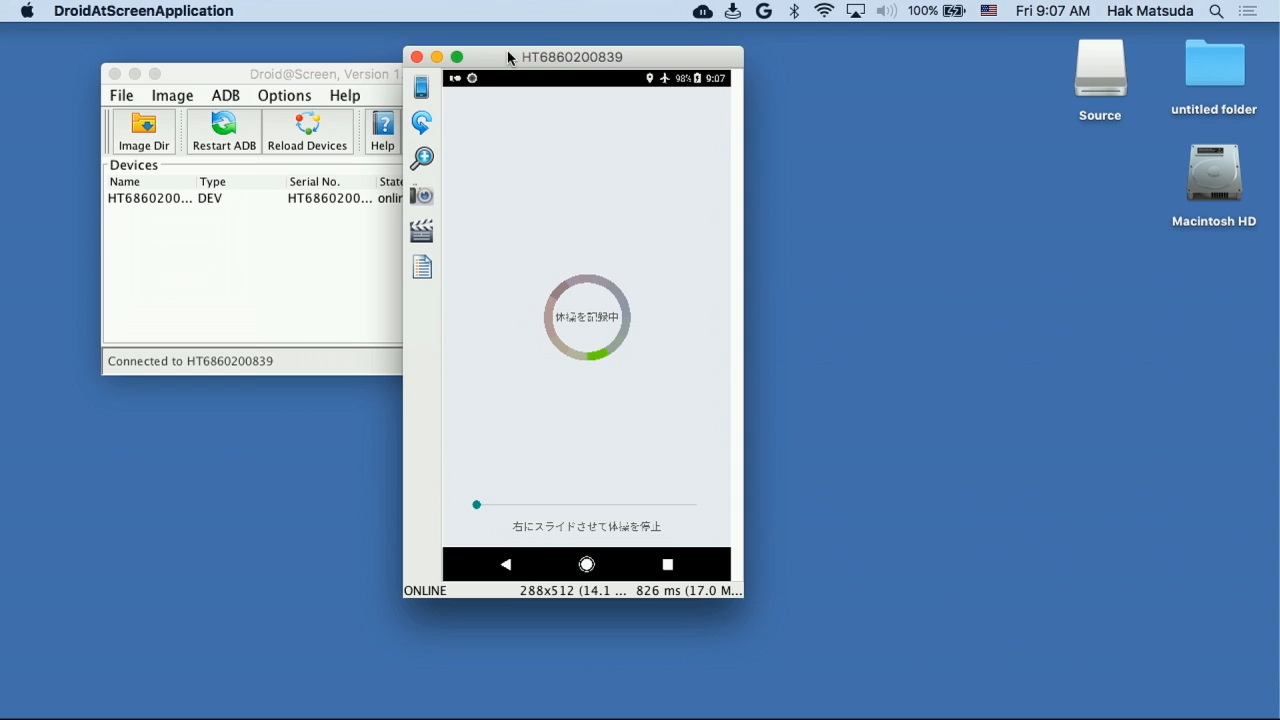 DroidAtScreenApplication
100%
Fri 9:07 AM
Hak Matsuda
Droid@Screen, Version 1.
File Image ADB Options Help
Image Dir
Restart ADB
Reload Devices
Help
Devices
Name Type Serial No. State
HT6860200... DEV HT6860200... onlin
Connected to HT6860200839
HT6860200839
98% 9:07
体操を記録中
右にスライドさせて体操を停止
ONLINE 288x512 (14.1 ... 826 ms (17.0 M...
Source
untitled folder
Macintosh HD